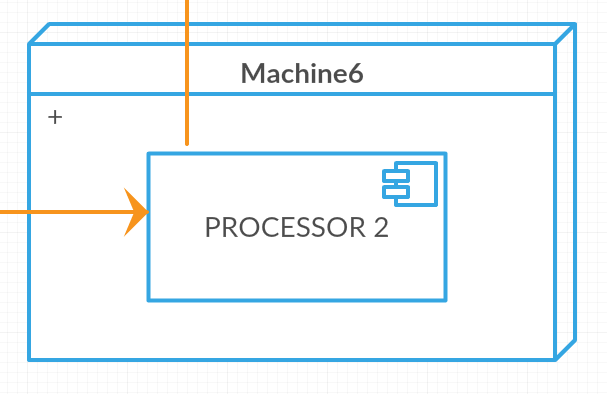 Machine6
+
PROCESSOR 2